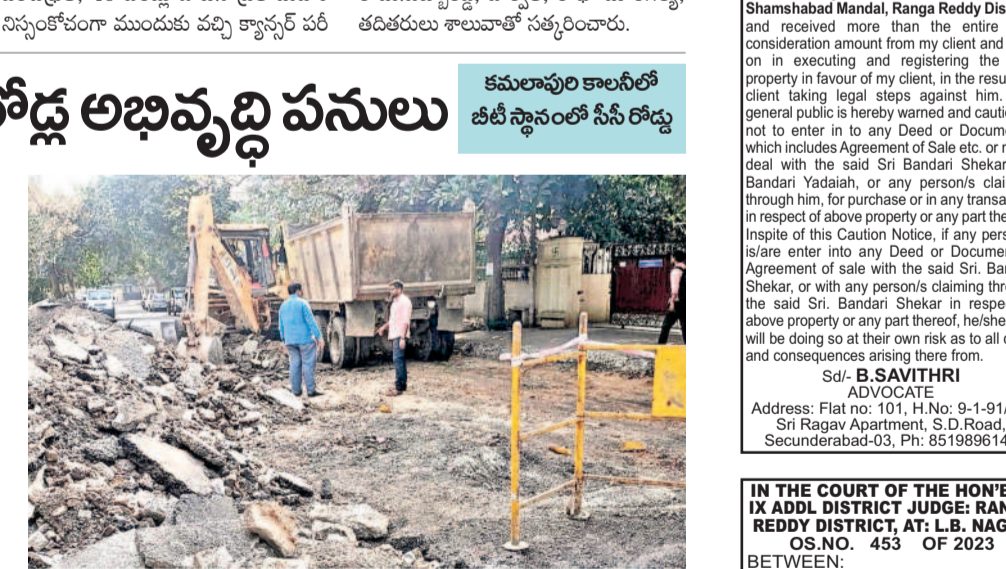 నిస్సంకోచంగా ముందుకు వచ్చి క్యాన్సర్ పరీ
తదితరులు శాలువాతో సత్కరించారు.
రోడ్ల అభివృద్ధి పనులు
కమలాపురి కాలనీలో
బీటీ స్థానంలో సీసీ రోడ్డు
Shamshabad Mandal, Ranga Reddy Dis
and received more than the entire
consideration amount from my client and
on in executing and registering the
property in favour of my client, in the resu
client taking legal steps against him.
general public is hereby warned and cauti
not to enter in to any Deed or Docume
which includes Agreement of Sale etc. or
deal with the said Sri Bandari Shekar
Bandari Yadaiah, or any person/s clai
through him, for purchase or in any transa
in respect of above property or any part the
Inspite of this Caution Notice, if any pers
is/are enter into any Deed or Documen
Agreement of sale with the said Sri. Ban
Shekar, or with any person/s claiming thr
the said Sri. Bandari Shekar in respe
above property or any part thereof, he/she
will be doing so at their own risk as to all
and consequences arising there from.
Sd/- B.SAVITHRI
ADVOCATE
Address: Flat no: 101, H.No: 9-1-91/
Sri Ragav Apartment, S.D.Road,
Secunderabad-03, Ph: 851989614
IN THE COURT OF THE HON'B
IX ADDL DISTRICT JUDGE: RAN
REDDY DISTRICT, AT: L.B. NAG
OS.NO. 453 OF 2023
BETWEEN: